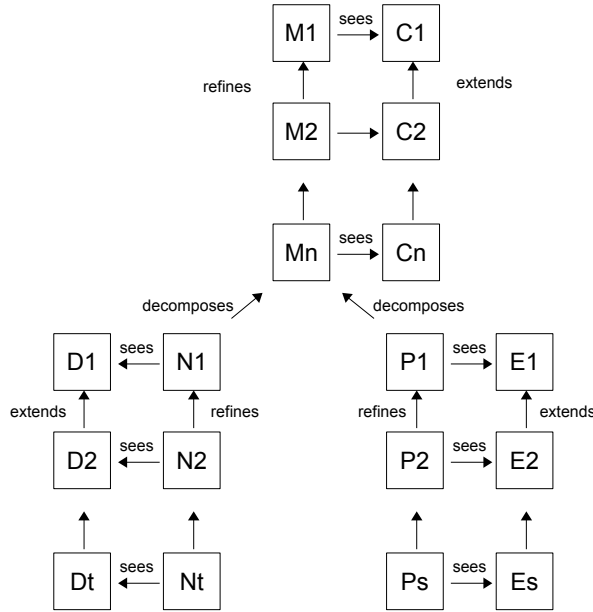 M1 sees C1
refines extends
M2 C2
Mn sees Cn
decomposes decomposes
D1 sees N1 P1 sees E1
extends refines refines extends
D2 sees N2 P2 sees E2
Dt sees Nt Ps sees Es